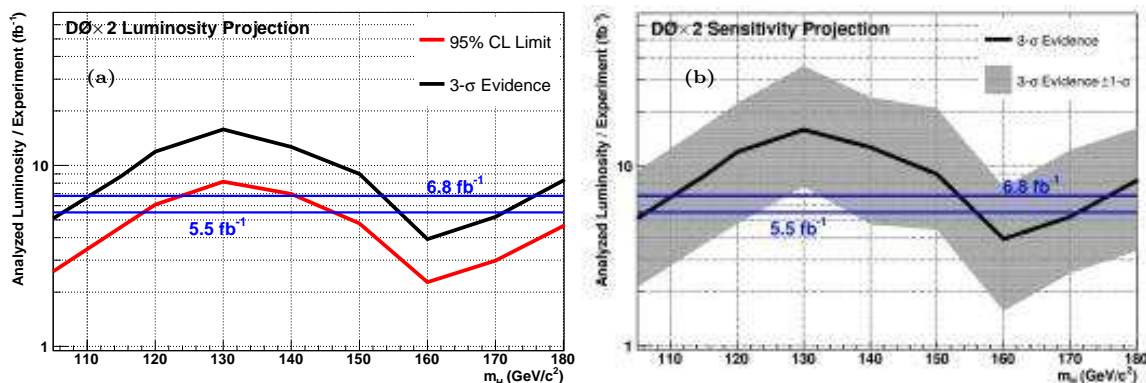 DØ×2 Luminosity Projection
95% CL Limit
3-σ Evidence
(a)
Analyzed Luminosity / Experiment (fb⁻¹)
10
1
6.8 fb⁻¹
5.5 fb⁻¹
110 120 130 140 150 160 170 180
m_H (GeV/c²)
DØ×2 Sensitivity Projection
3-σ Evidence
3-σ Evidence ±1-σ
(b)
Analyzed Luminosity / Experiment (fb⁻¹)
10
1
6.8 fb⁻¹
5.5 fb⁻¹
110 120 130 140 150 160 170 180
m_H (GeV/c²)